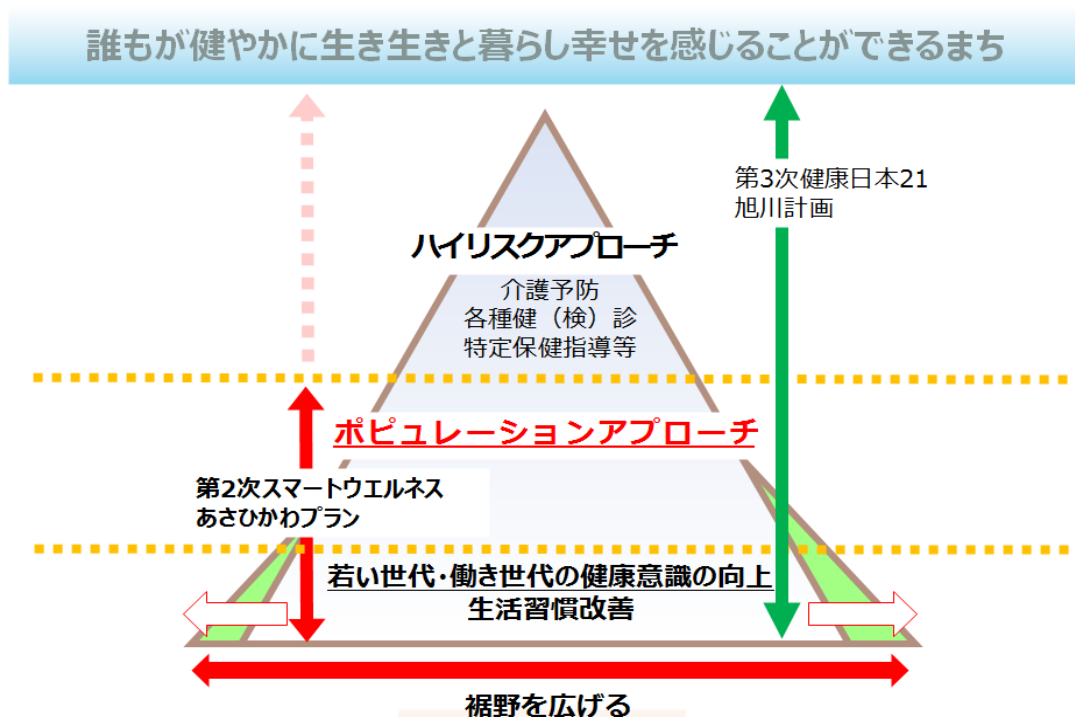 誰もが健やかに生き生きと暮らし幸せを感じることができるまち
第3次健康日本21
旭川計画
ハイリスクアプローチ
介護予防
各種健（検）診
特定保健指導等
ポピュレーションアプローチ
第2次スマートウエルネス
あさひかわプラン
若い世代・働き世代の健康意識の向上
生活習慣改善
裾野を広げる